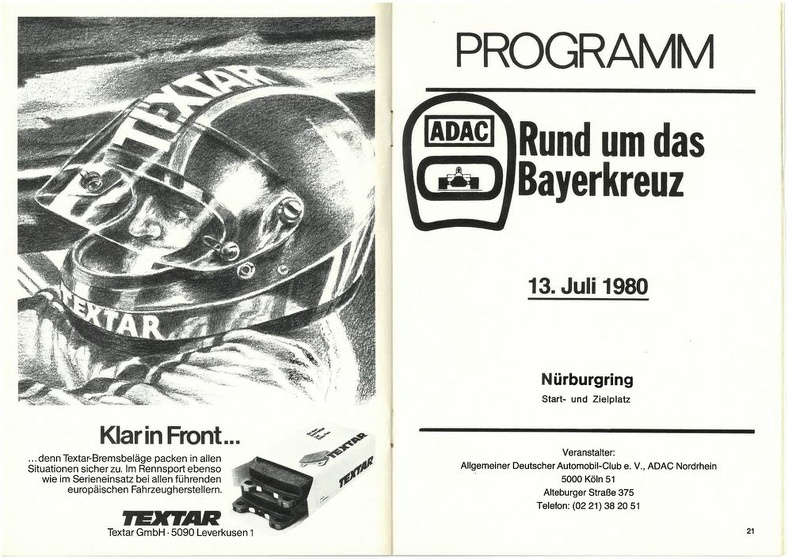 TEXTAR
TEXTAR
Klar in Front...
...denn Textar-Bremsbeläge packen in allen
Situationen sicher zu. Im Rennsport ebenso
wie im Serieneinsatz bei allen führenden
europäischen Fahrzeugherstellern.
TEXTAR
TEXTAR
TEXTAR
Textar GmbH · 5090 Leverkusen 1
PROGRAMM
ADAC
Rund um das
Bayerkreuz
13. Juli 1980
Nürburgring
Start- und Zielplatz
Veranstalter:
Allgemeiner Deutscher Automobil-Club e. V., ADAC Nordrhein
5000 Köln 51
Alteburger Straße 375
Telefon: (02 21) 38 20 51
21